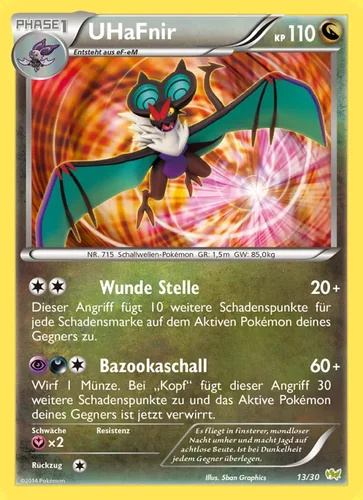 PHASE 1
UHaFnir
KP 110
Entsteht aus eF-eM
NR. 715 Schallwellen-Pokémon GR: 1,5m GW: 85,0kg
Wunde Stelle 20+
Dieser Angriff fügt 10 weitere Schadenspunkte für
jede Schadensmarke auf dem Aktiven Pokémon deines
Gegners zu.
Bazookaschall 60+
Wirf 1 Münze. Bei „Kopf“ fügt dieser Angriff 30
weitere Schadenspunkte zu und das Aktive Pokémon
deines Gegners ist jetzt verwirrt.
Schwäche Resistenz
×2
Rückzug
Es fliegt in finsterer, mondloser
Nacht umher und macht Jagd auf
achtlose Beute. Ist bei Dunkelheit
jedem Gegner überlegen.
©2014 Pokémon
Illus. 5ban Graphics
13/30